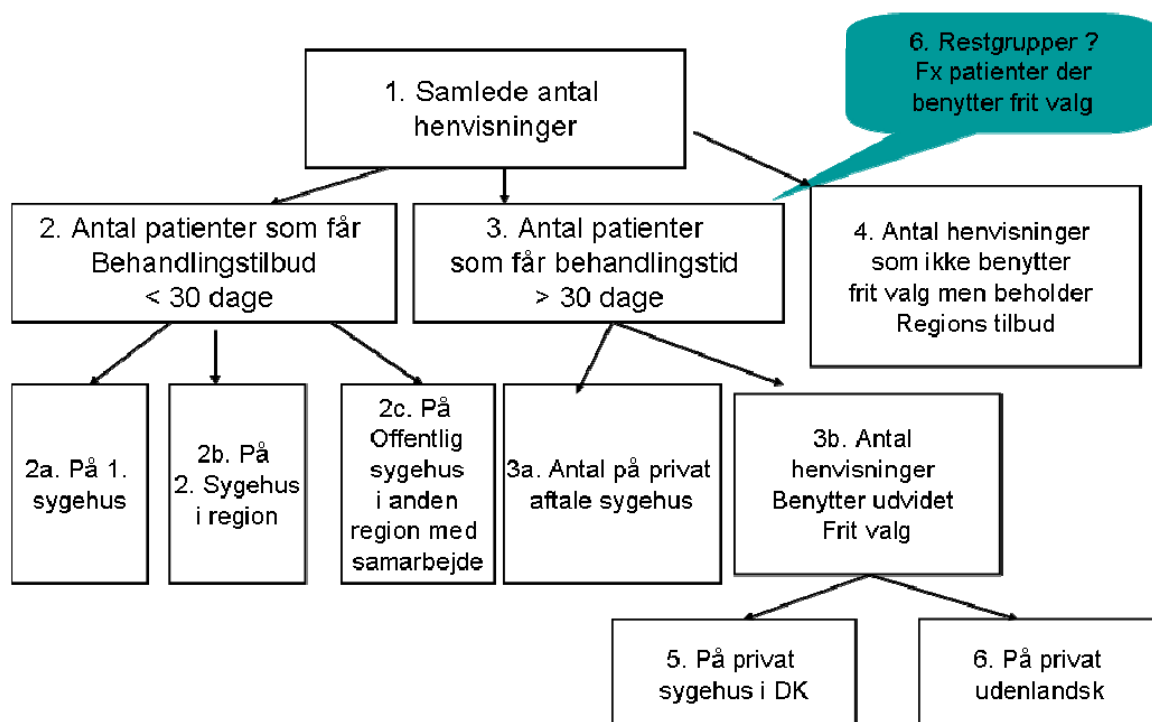 6. Restgrupper ?
Fx patienter der
benytter frit valg
1. Samlede antal
henvisninger
2. Antal patienter som får
Behandlingstilbud
< 30 dage
3. Antal patienter
som får behandlingstid
> 30 dage
4. Antal henvisninger
som ikke benytter
frit valg men beholder
Regions tilbud
2a. På 1.
sygehus
2b. På
2. Sygehus
i region
2c. På
Offentlig
sygehus
i anden
region med
samarbejde
3a. Antal på privat
aftale sygehus
3b. Antal
henvisninger
Benytter udvidet
Frit valg
5. På privat
sygehus i DK
6. På privat
udenlandsk